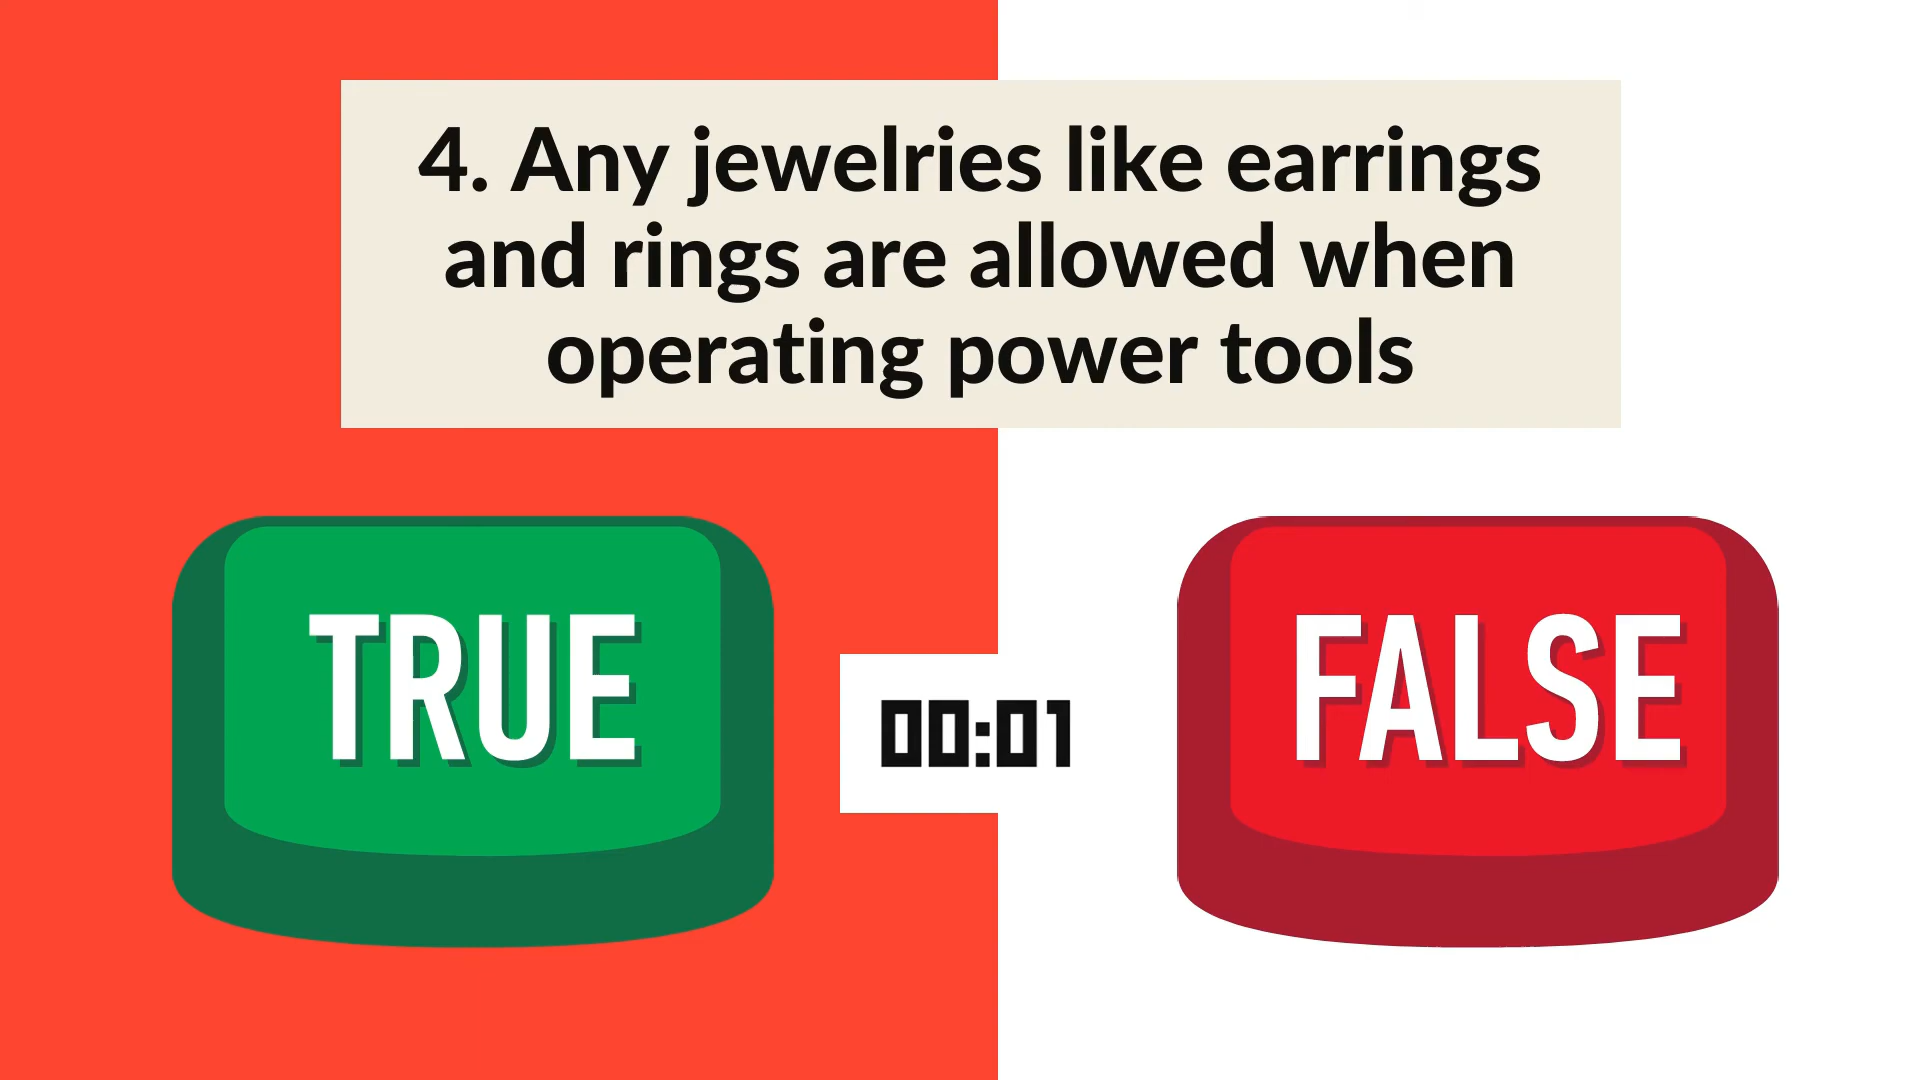 4. Any jewelries like earrings
and rings are allowed when
operating power tools
TRUE
00:01
FALSE